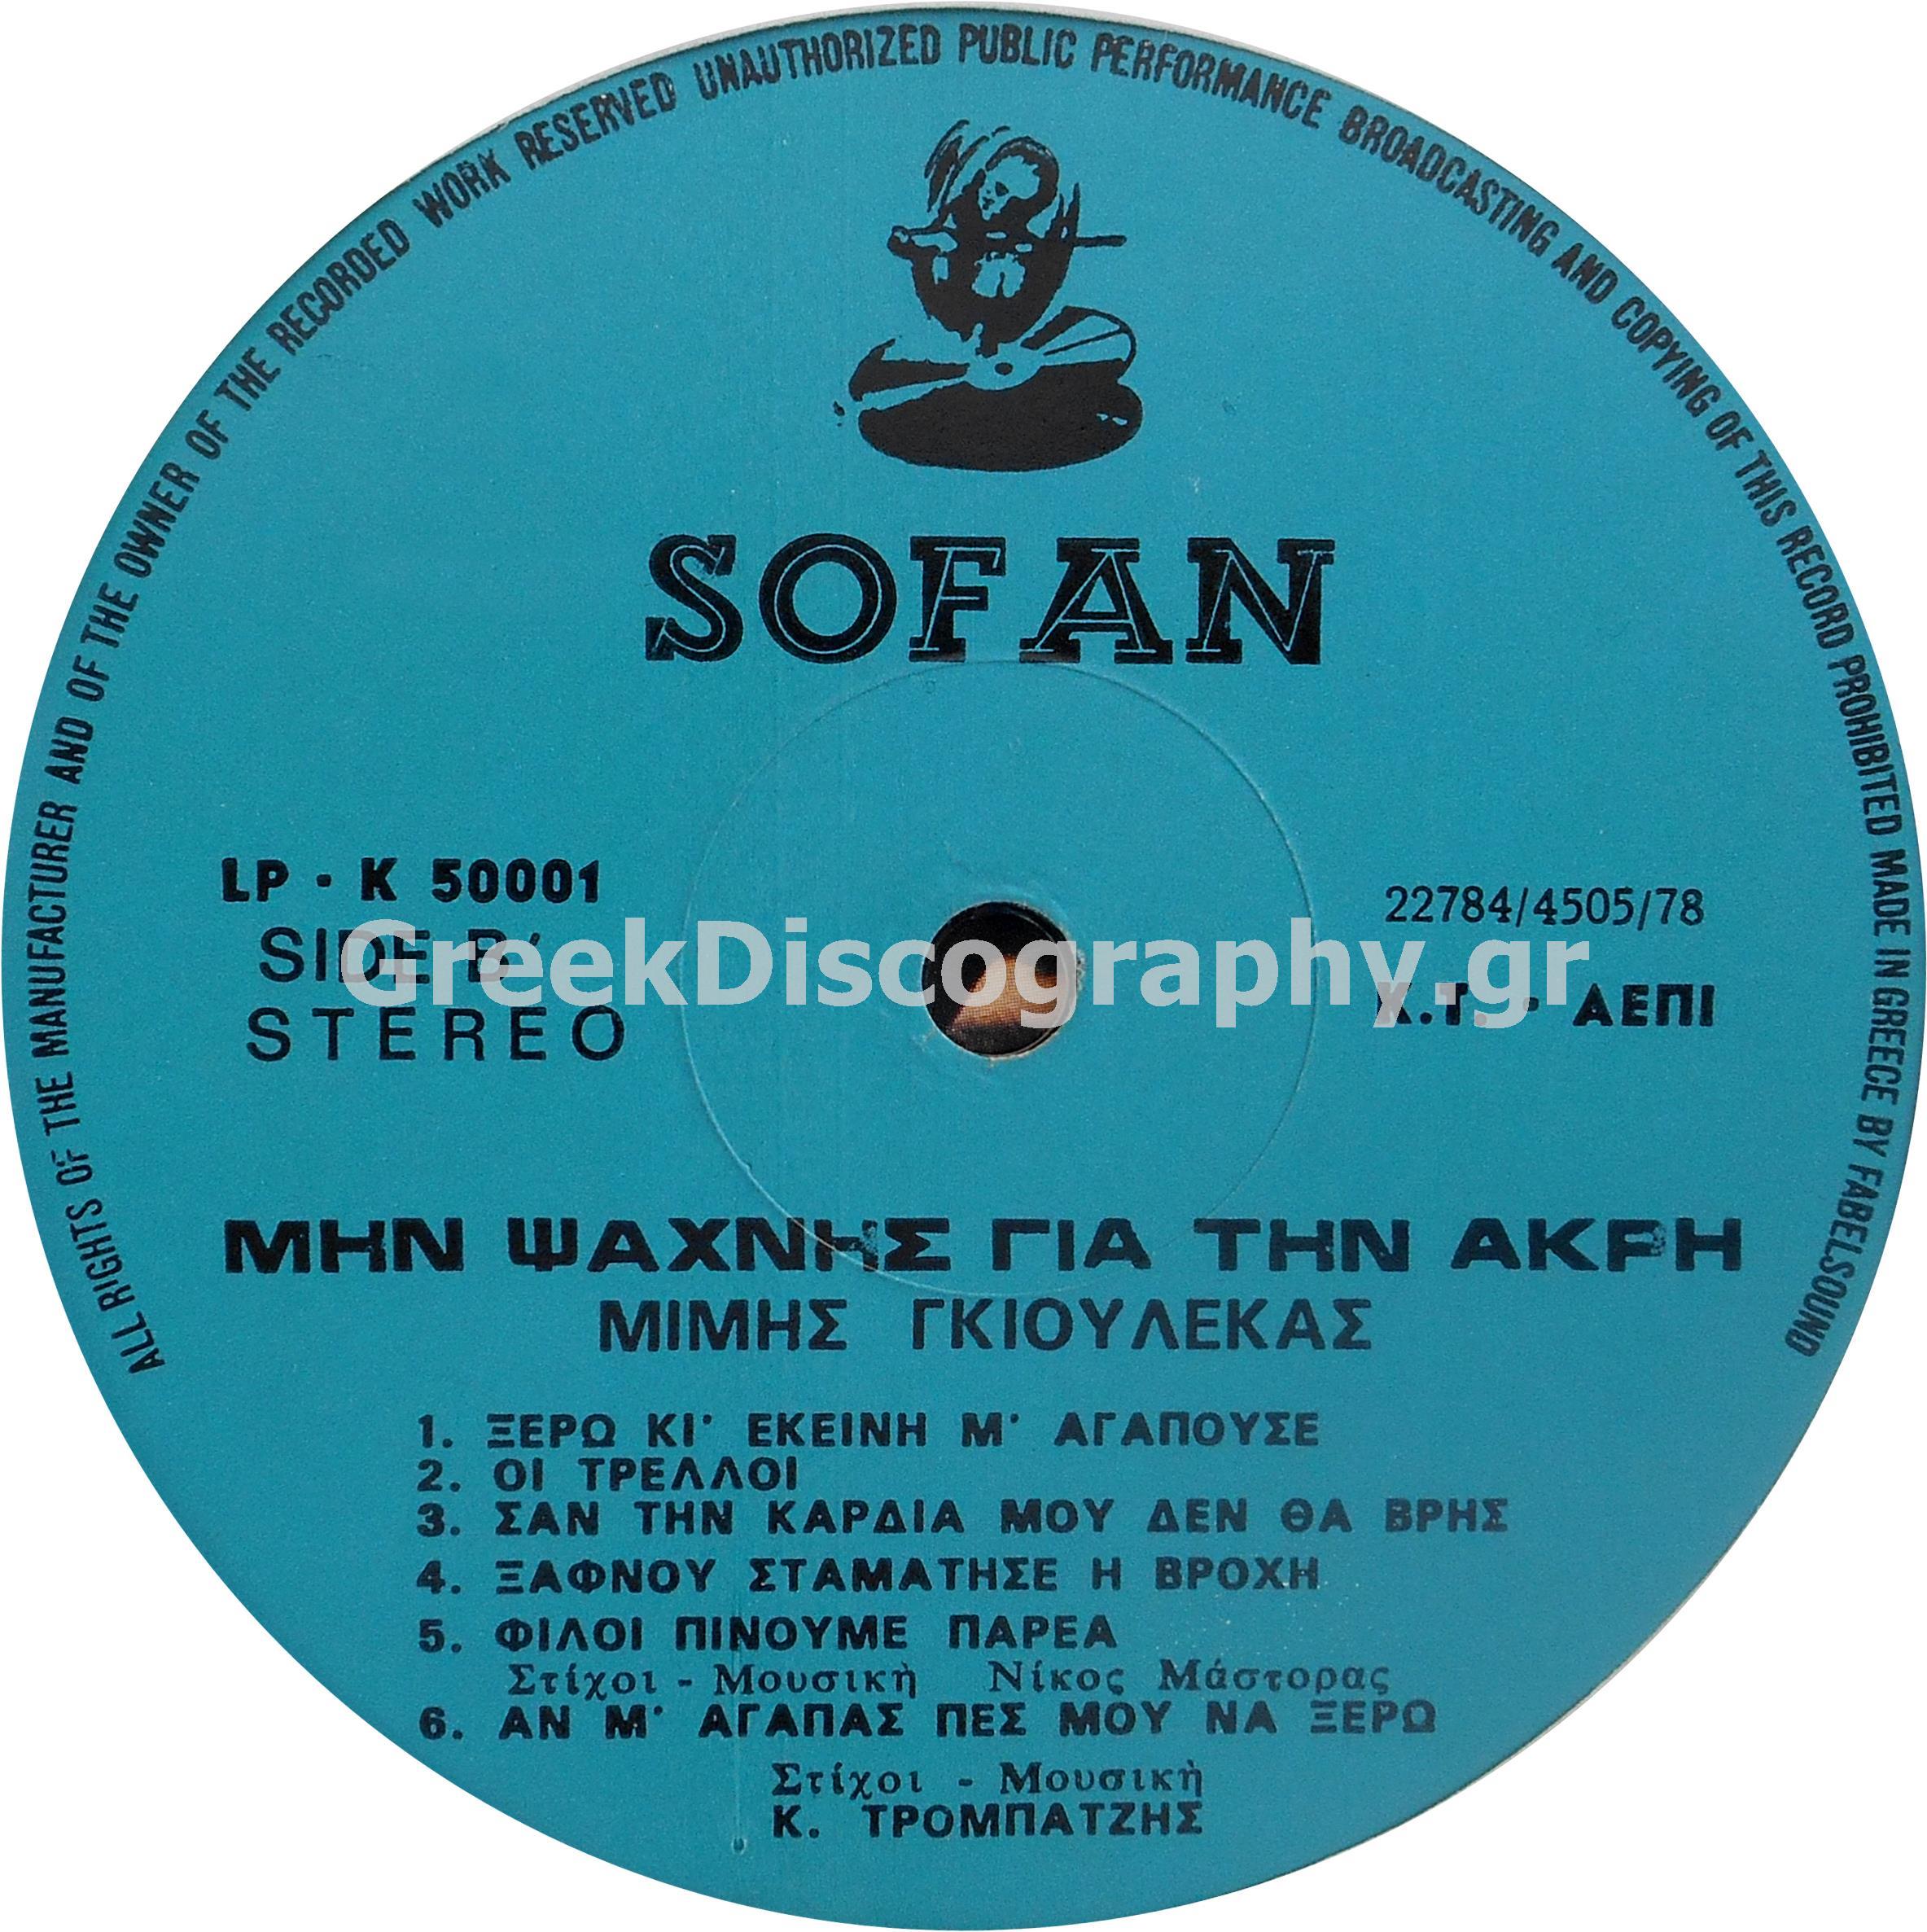 ALL RIGHTS OF THE MANUFACTURER AND OF THE OWNER OF THE RECORDED WORK RESERVED UNAUTHORIZED PUBLIC PERFORMANCE BROADCASTING AND COPYING OF THIS RECORD PROHIBITED MADE IN GREECE BY FABELSOUND
SOFAN
LP - K 50001
SIDE B'
STEREO
22784/4505/78
Κ.Τ. - ΑΕΠΙ
GreekDiscography.gr
ΜΗΝ ΨΑΧΝΗΣ ΓΙΑ ΤΗΝ ΑΚΡΗ
ΜΙΜΗΣ ΓΚΙΟΥΛΕΚΑΣ
1. ΞΕΡΩ ΚΙ' ΕΚΕΙΝΗ Μ' ΑΓΑΠΟΥΣΕ
2. ΟΙ ΤΡΕΛΛΟΙ
3. ΣΑΝ ΤΗΝ ΚΑΡΔΙΑ ΜΟΥ ΔΕΝ ΘΑ ΒΡΗΣ
4. ΞΑΦΝΟΥ ΣΤΑΜΑΤΗΣΕ Η ΒΡΟΧΗ
5. ΦΙΛΟΙ ΠΙΝΟΥΜΕ ΠΑΡΕΑ
Στίχοι - Μουσικὴ Νίκος Μάστορας
6. ΑΝ Μ' ΑΓΑΠΑΣ ΠΕΣ ΜΟΥ ΝΑ ΞΕΡΩ
Στίχοι - Μουσικὴ
Κ. ΤΡΟΜΠΑΤΖΗΣ